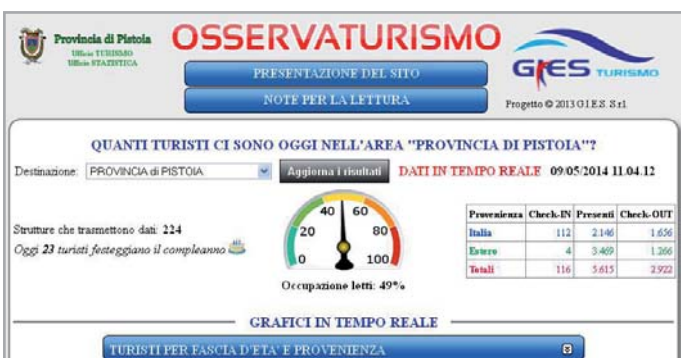 Provincia di Pistoia
Ufficio TURISMO
Ufficio STATISTICA
OSSERVATURISMO
PRESENTAZIONE DEL SITO
NOTE PER LA LETTURA
GIES TURISMO
Progetto © 2013 G.I.E.S. S.r.l.
QUANTI TURISTI CI SONO OGGI NELL'AREA "PROVINCIA DI PISTOIA"?
Destinazione: PROVINCIA di PISTOIA Aggiorna i risultati DATI IN TEMPO REALE 09/05/2014 11.04.12
Strutture che trasmettono dati: 224
Oggi 23 turisti festeggiano il compleanno
0 20 40 60 80 100
Occupazione letti: 49%
Provenienza Check-IN Presenti Check-OUT
Italia 112 2.146 1.656
Estero 4 3.469 1.266
Totali 116 5.615 2.922
GRAFICI IN TEMPO REALE
TURISTI PER FASCIA D'ETA' E PROVENIENZA